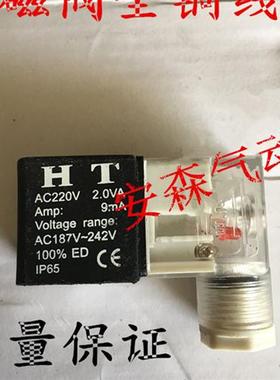 磁阀全铜线
H T
AC220V 2.0VA
Amp: 9mA
Voltage range:
AC187V~242V
100% ED
IP65
安森气动
量保证